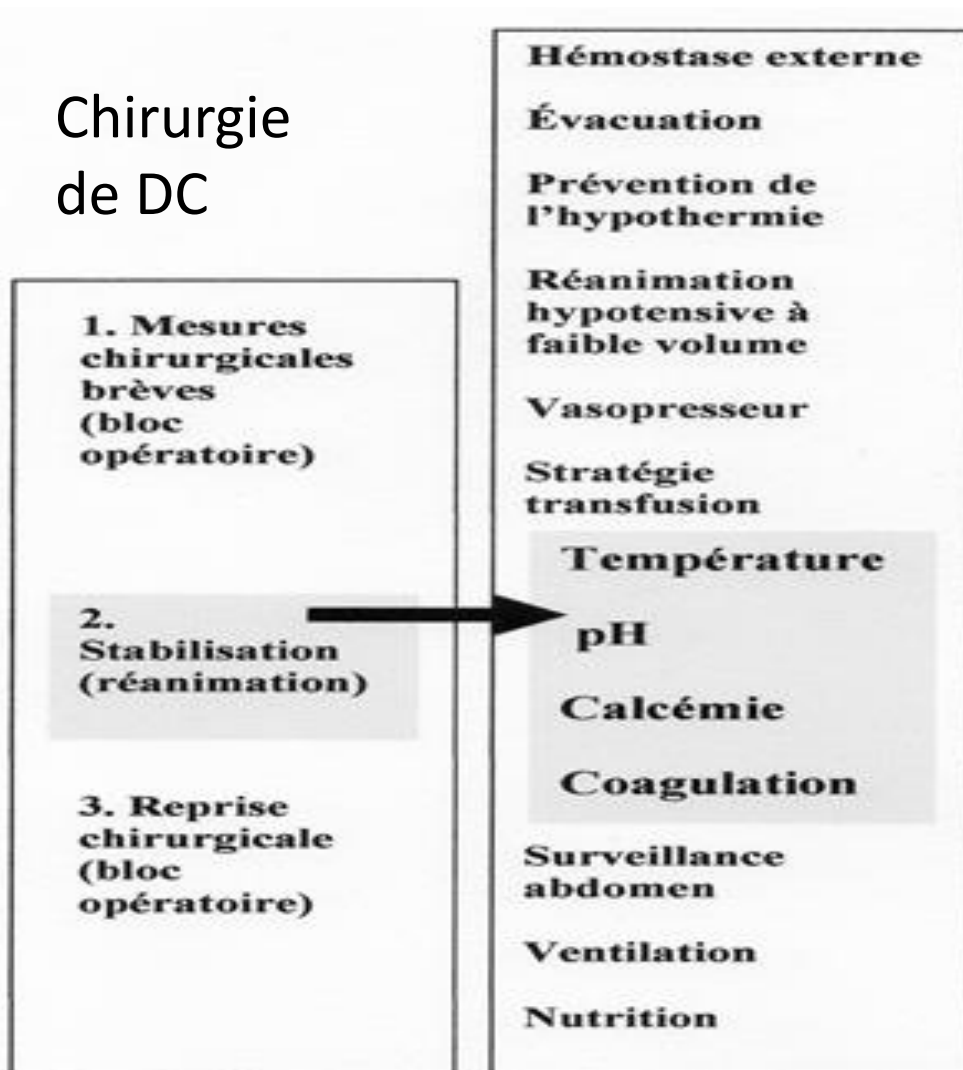 Chirurgie
de DC
1. Mesures
chirurgicales
brèves
(bloc
opératoire)
2.
Stabilisation
(réanimation)
3. Reprise
chirurgicale
(bloc
opératoire)
Hémostase externe
Évacuation
Prévention de
l’hypothermie
Réanimation
hypotensive à
faible volume
Vasopresseur
Stratégie
transfusion
Température
pH
Calcémie
Coagulation
Surveillance
abdomen
Ventilation
Nutrition